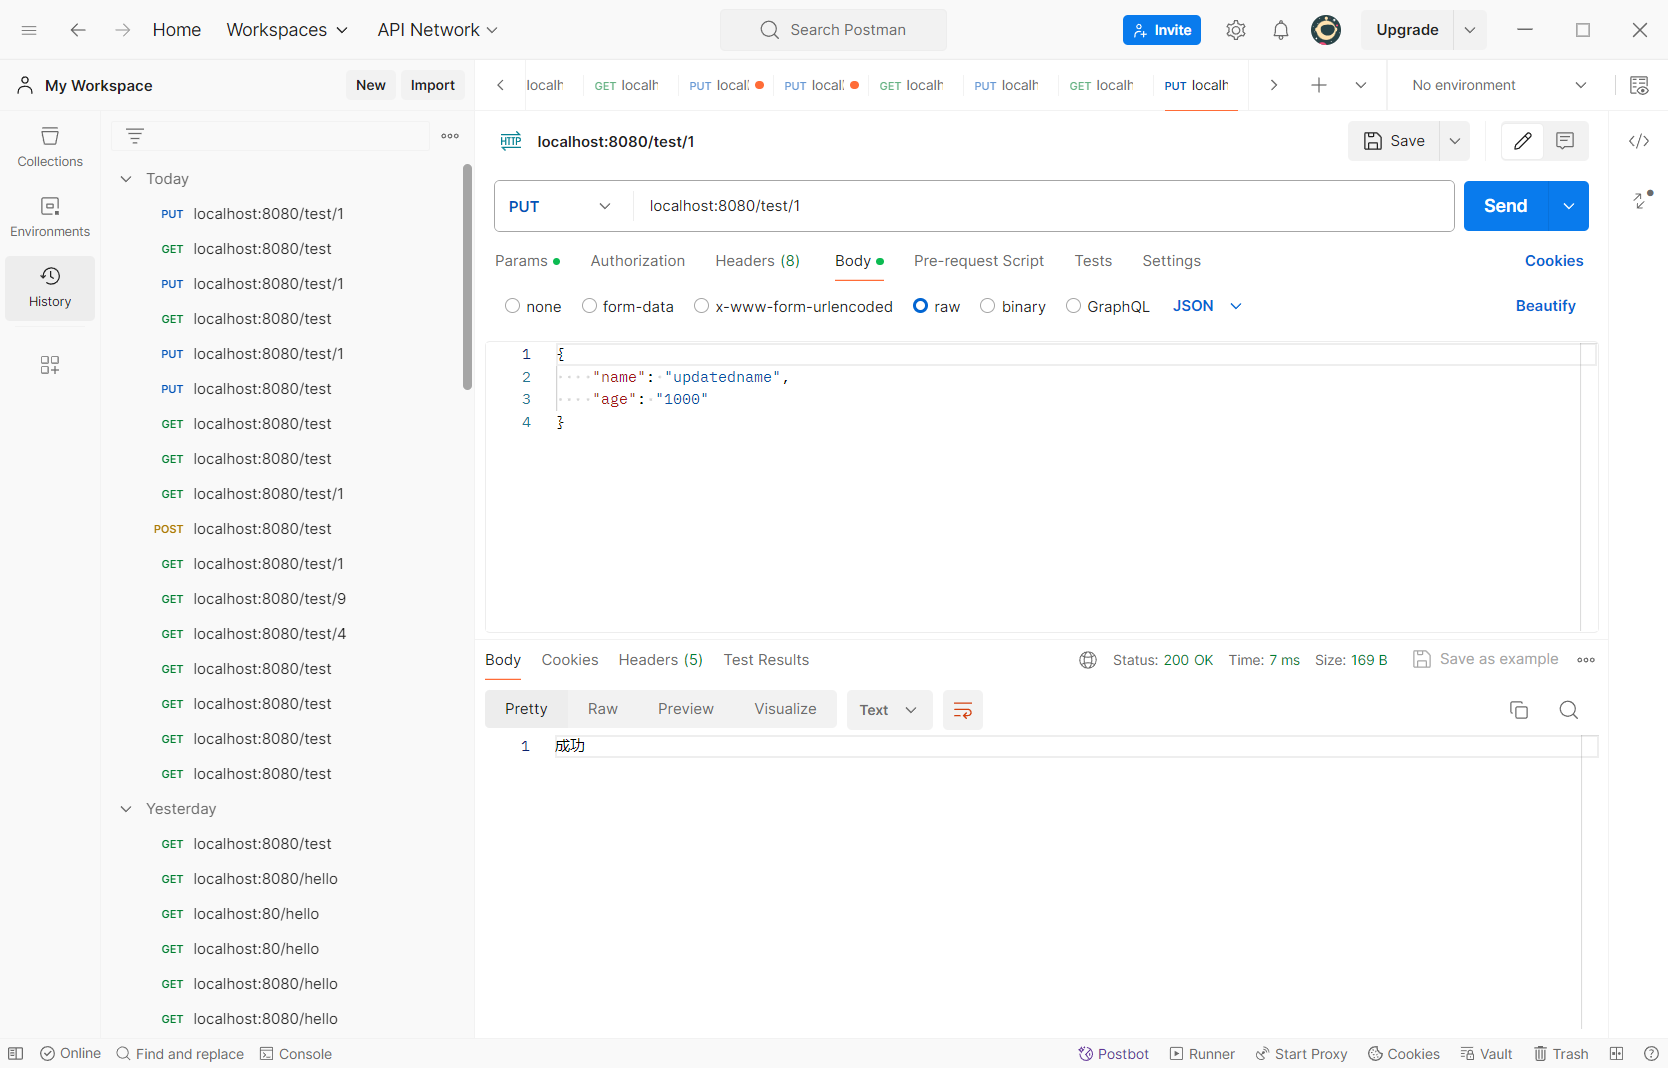 Home Workspaces API Network Search Postman Invite Upgrade
My Workspace New Import
localh GET localh PUT local PUT local GET localh PUT localh GET localh PUT localh No environment
Collections
Environments
History
Today
PUT localhost:8080/test/1
GET localhost:8080/test
PUT localhost:8080/test/1
GET localhost:8080/test
PUT localhost:8080/test/1
PUT localhost:8080/test
GET localhost:8080/test
GET localhost:8080/test
GET localhost:8080/test/1
POST localhost:8080/test
GET localhost:8080/test/1
GET localhost:8080/test/9
GET localhost:8080/test/4
GET localhost:8080/test
GET localhost:8080/test
GET localhost:8080/test
GET localhost:8080/test
Yesterday
GET localhost:8080/test
GET localhost:8080/hello
GET localhost:80/hello
GET localhost:80/hello
GET localhost:8080/hello
GET localhost:8080/hello
HTTP localhost:8080/test/1 Save
PUT localhost:8080/test/1 Send
Params Authorization Headers (8) Body Pre-request Script Tests Settings Cookies
none form-data x-www-form-urlencoded raw binary GraphQL JSON Beautify
1 {
2 "name": "updatedname",
3 "age": "1000"
4 }
Body Cookies Headers (5) Test Results Status: 200 OK Time: 7 ms Size: 169 B Save as example
Pretty Raw Preview Visualize Text
1 成功
Online Find and replace Console Postbot Runner Start Proxy Cookies Vault Trash